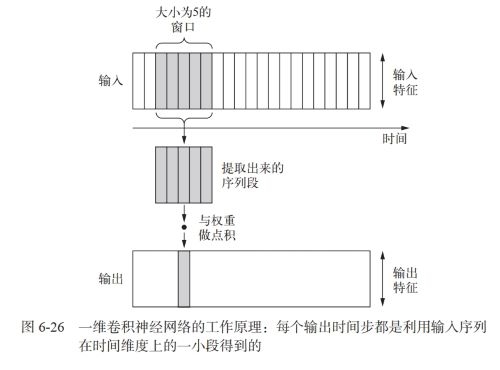 大小为5的
窗口
输入
输入
特征
时间
提取出来的
序列段
与权重
做点积
输出
输出
特征
图 6-26 一维卷积神经网络的工作原理：每个输出时间步都是利用输入序列
在时间维度上的一小段得到的